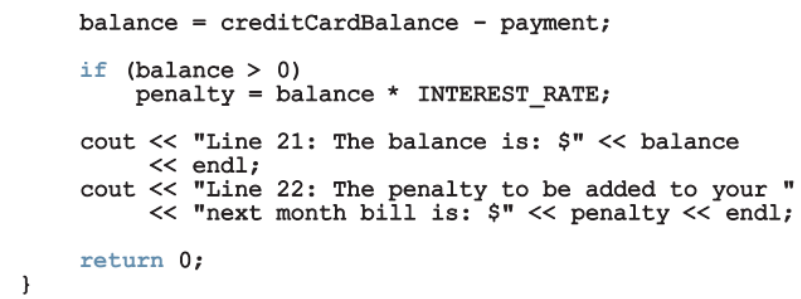 balance = creditCardBalance - payment;
if (balance > 0)
penalty = balance * INTEREST_RATE;
cout << "Line 21: The balance is: $" << balance
<< endl;
cout << "Line 22: The penalty to be added to your "
<< "next month bill is: $" << penalty << endl;
return 0;
}